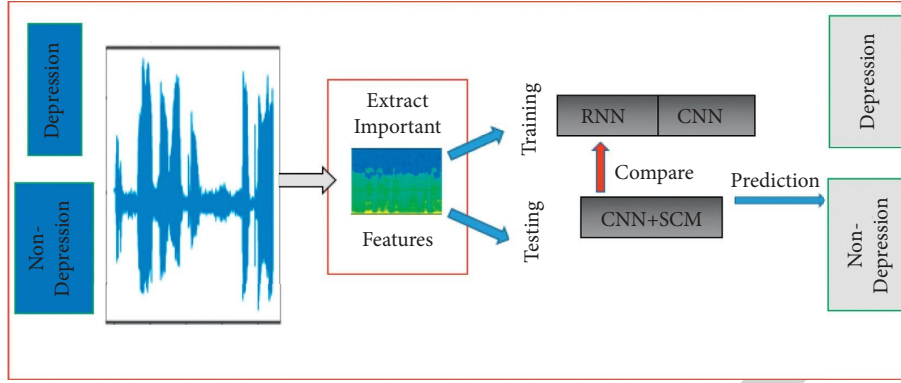 Depression
Non-
Depression
Extract
Important
Features
Training
Testing
RNN
CNN
Compare
CNN+SCM
Prediction
Depression
Non-
Depression